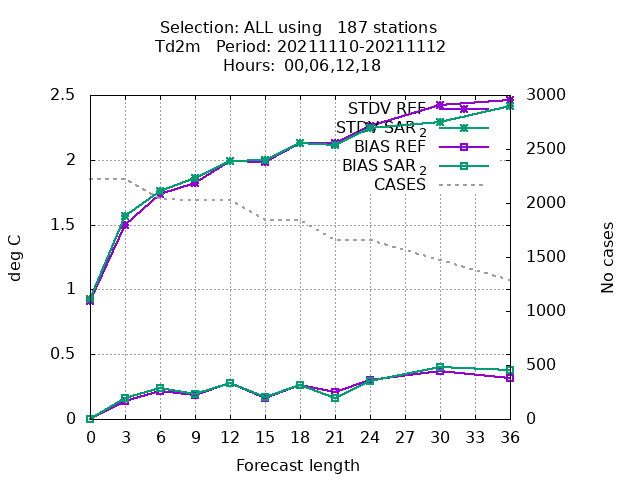 Selection: ALL using   187 stations
Td2m   Period: 20211110-20211112
Hours:  00,06,12,18
2.5
2
1.5
1
0.5
0
deg C
STDV REF
STDV SAR 2
BIAS REF
BIAS SAR 2
CASES
3000
2500
2000
1500
1000
500
0
No cases
0 3 6 9 12 15 18 21 24 27 30 33 36
Forecast length